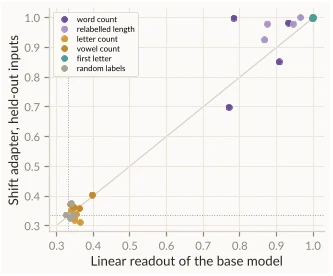 word count
relabelled length
letter count
vowel count
first letter
random labels
Shift adapter, held-out inputs
1.0
0.9
0.8
0.7
0.6
0.5
0.4
0.3
0.3 0.4 0.5 0.6 0.7 0.8 0.9 1.0
Linear readout of the base model